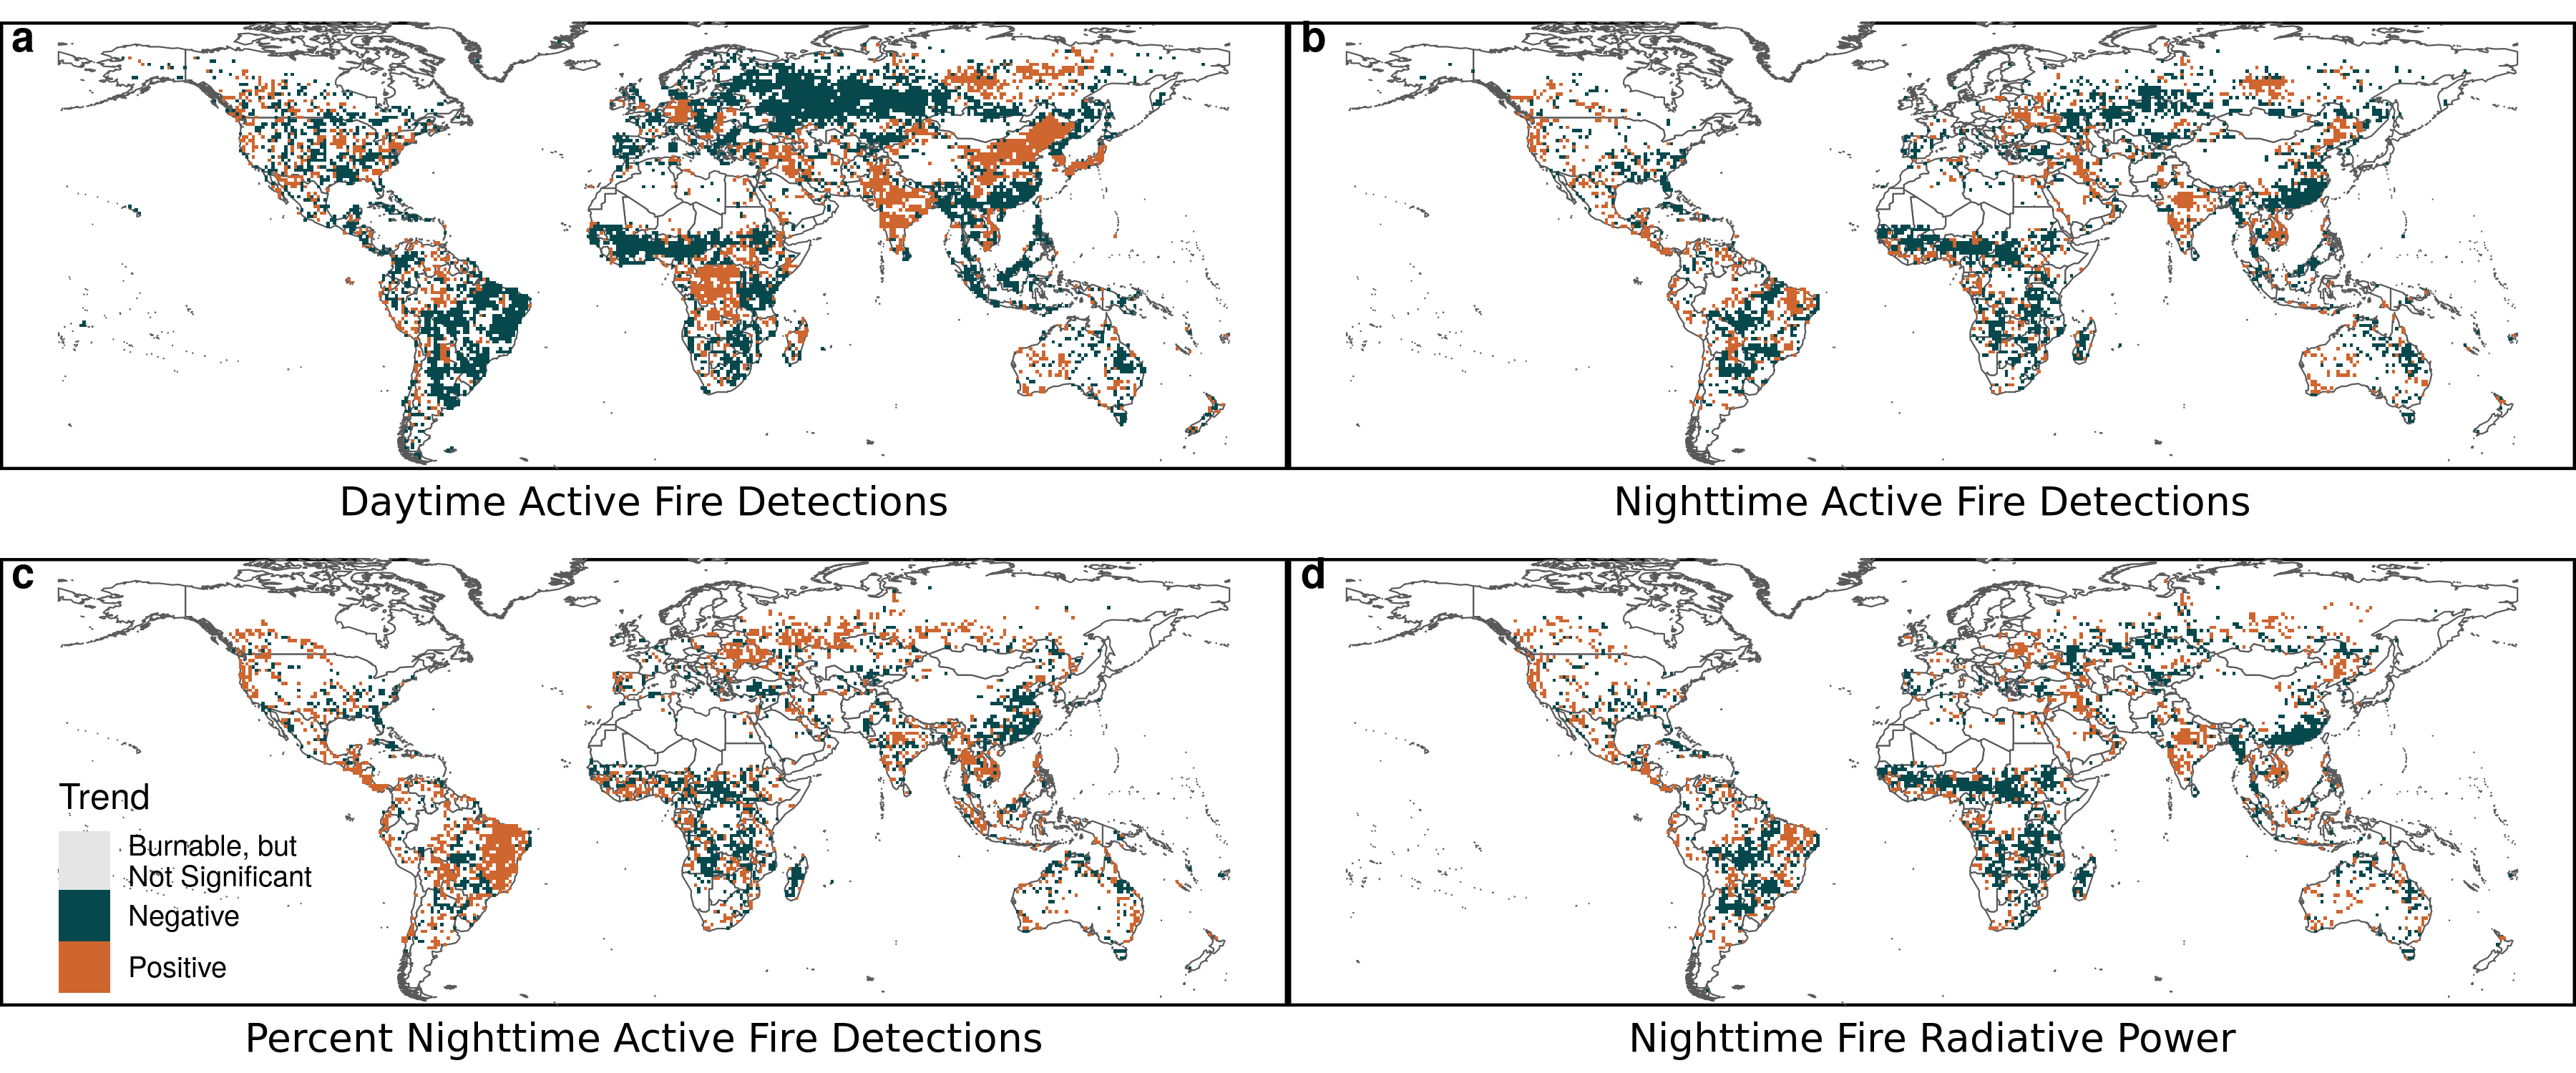 a
b
Daytime Active Fire Detections
Nighttime Active Fire Detections
c
d
Trend
Burnable, but
Not Significant
Negative
Positive
Percent Nighttime Active Fire Detections
Nighttime Fire Radiative Power